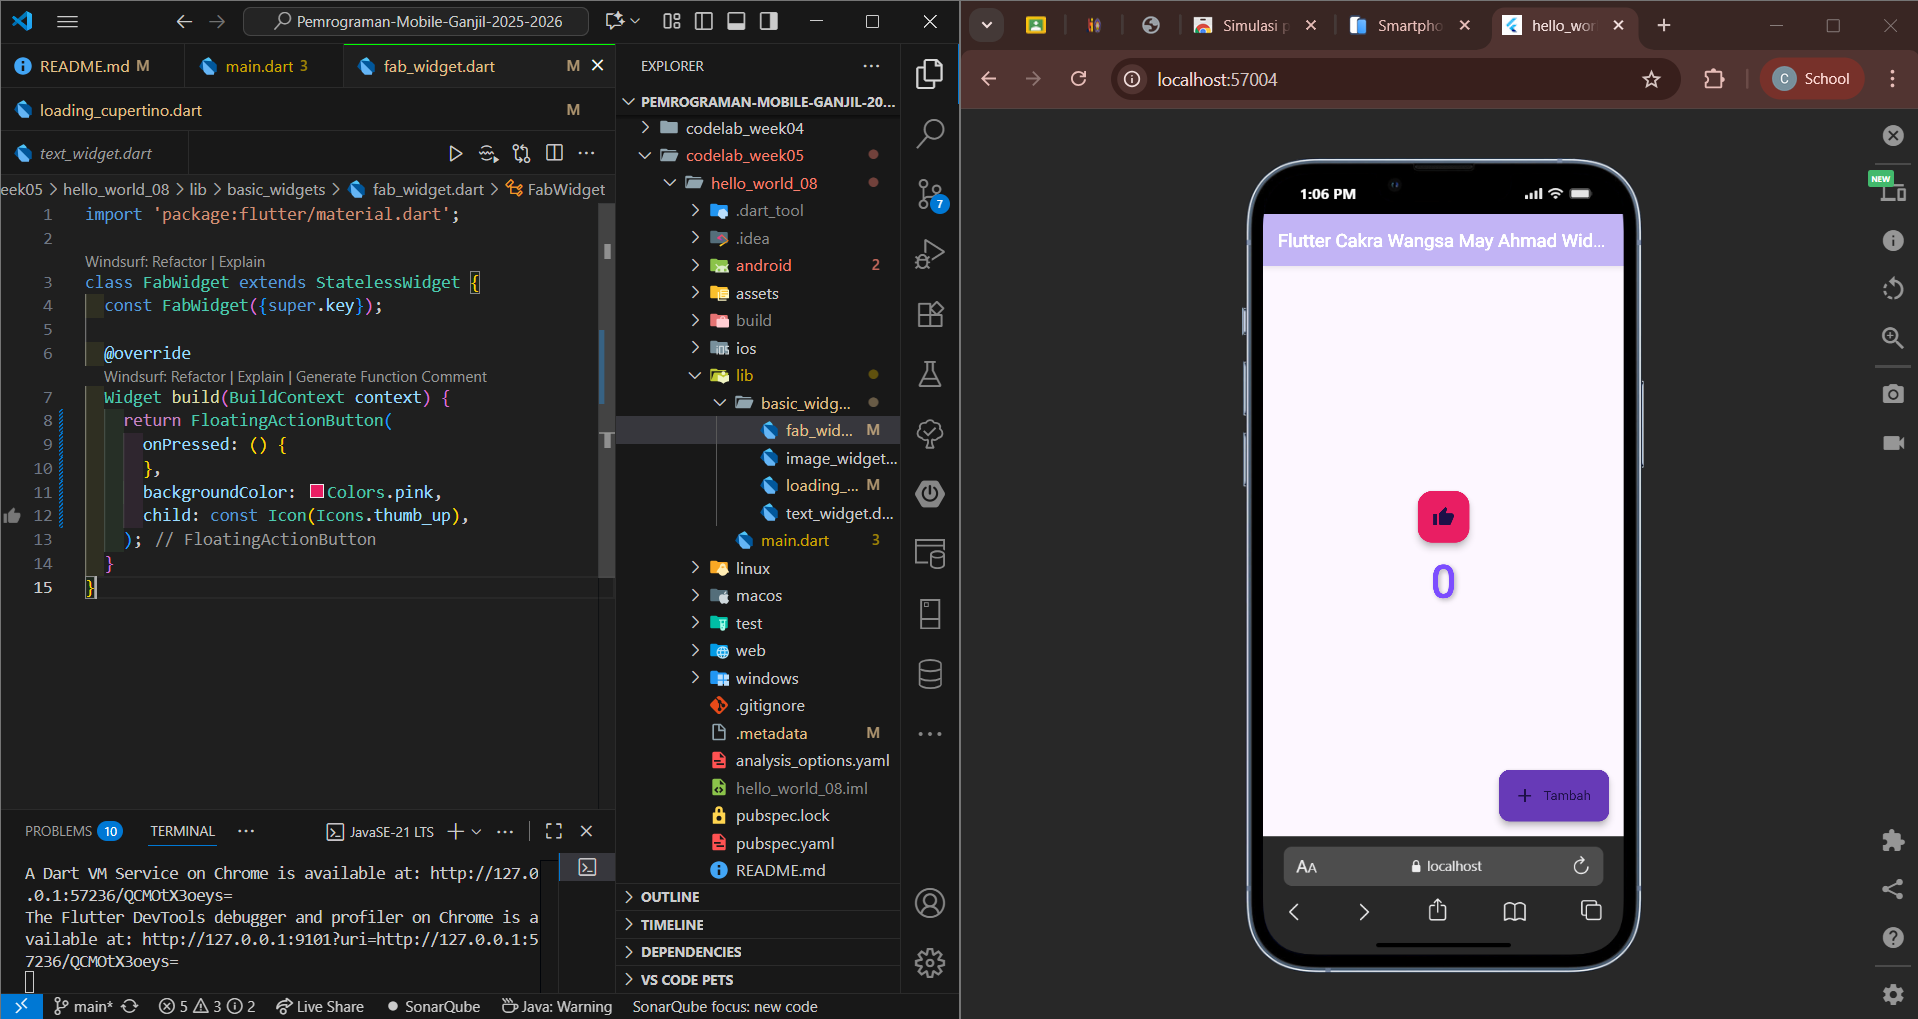 Pemrograman-Mobile-Ganjil-2025-2026
README.md M
main.dart 3
fab_widget.dart M
loading_cupertino.dart M
text_widget.dart
eek05 > hello_world_08 > lib > basic_widgets > fab_widget.dart > FabWidget
1 import 'package:flutter/material.dart';
2
Windsurf: Refactor | Explain
3 class FabWidget extends StatelessWidget {
4 const FabWidget({super.key});
5
6 @override
Windsurf: Refactor | Explain | Generate Function Comment
7 Widget build(BuildContext context) {
8 return FloatingActionButton(
9 onPressed: () {
10 },
11 backgroundColor: Colors.pink,
12 child: const Icon(Icons.thumb_up),
13 ); // FloatingActionButton
14 }
15 }
PROBLEMS 10
TERMINAL
JavaSE-21 LTS
A Dart VM Service on Chrome is available at: http://127.0
.0.1:57236/QCMOtX3oeys=
The Flutter DevTools debugger and profiler on Chrome is a
vailable at: http://127.0.0.1:9101?uri=http://127.0.0.1:5
7236/QCMOtX3oeys=
EXPLORER
PEMROGRAMAN-MOBILE-GANJIL-20...
codelab_week04
codelab_week05
hello_world_08
.dart_tool
.idea
android 2
assets
build
ios
lib
basic_widg...
fab_wid... M
image_widget...
loading_... M
text_widget.d...
main.dart 3
linux
macos
test
web
windows
.gitignore
.metadata M
analysis_options.yaml
hello_world_08.iml
pubspec.lock
pubspec.yaml
README.md
OUTLINE
TIMELINE
DEPENDENCIES
VS CODE PETS
7
main* 5 3 2 Live Share SonarQube Java: Warning SonarQube focus: new code
Simulasi p
Smartpho
hello_wor
localhost:57004
C School
NEW
1:06 PM
Flutter Cakra Wangsa May Ahmad Wid...
0
+ Tambah
AA localhost